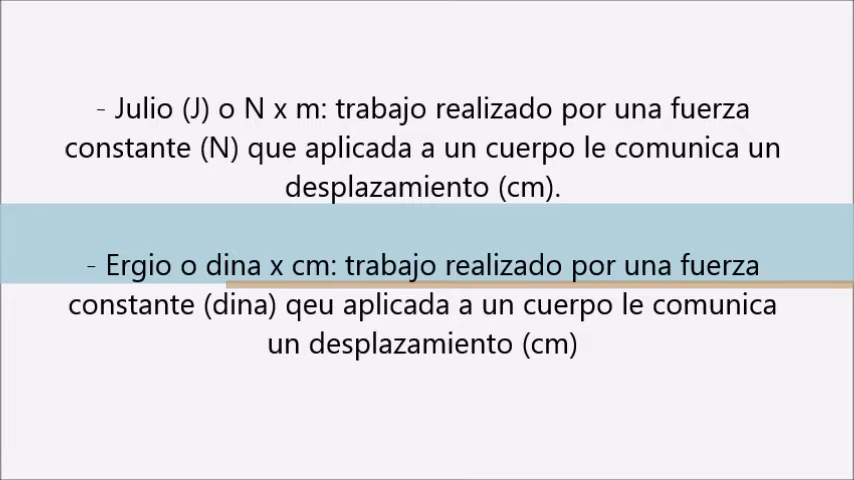 - Julio (J) o N x m: trabajo realizado por una fuerza
constante (N) que aplicada a un cuerpo le comunica un
desplazamiento (cm).
- Ergio o dina x cm: trabajo realizado por una fuerza
constante (dina) qeu aplicada a un cuerpo le comunica
un desplazamiento (cm)